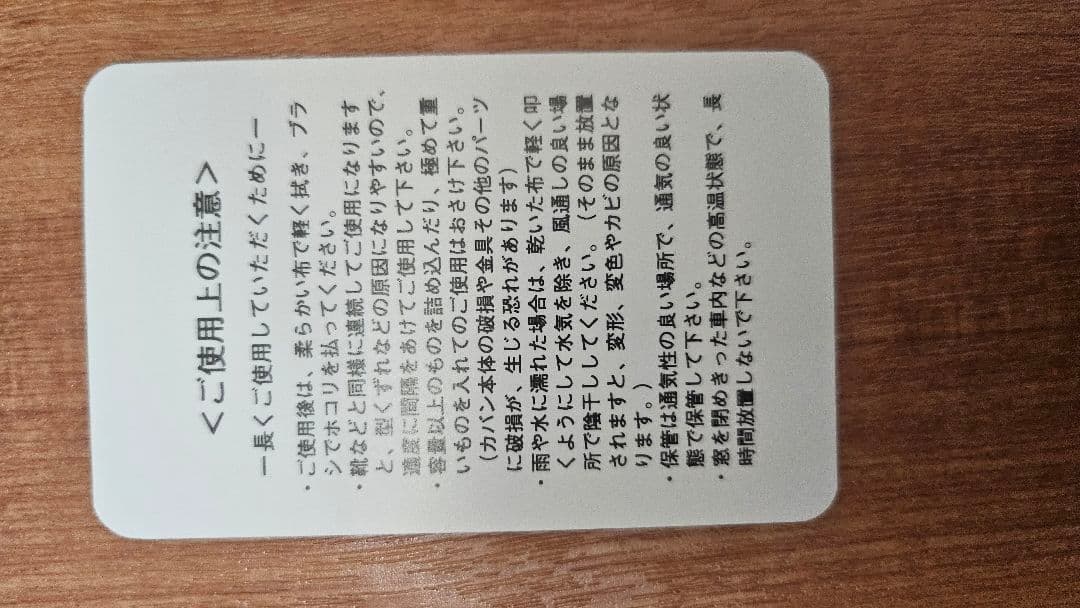 ＜ご使用上の注意＞
ー長くご使用していただくためにー
・ご使用後は、柔らかい布で軽く拭き、ブラ
シでホコリを払ってください。
・靴などと同様に連続してご使用になります
と、型くずれなどの原因になりやすいので、
適度に間隔をあけてご使用して下さい。
・容量以上のものを詰め込んだり、極めて重
いものを入れてのご使用はおさけ下さい。
（カバン本体の破損や金具その他のパーツ
に破損が、生じる恐れがあります）
・雨や水に濡れた場合は、乾いた布で軽く叩
くようにして水気を除き、風通しの良い場
所で陰干ししてください。（そのまま放置
されますと、変形、変色やカビの原因とな
ります。）
・保管は通気性の良い場所で、通気の良い状
態で保管して下さい。
・窓を閉めきった車内などの高温状態で、長
時間放置しないで下さい。